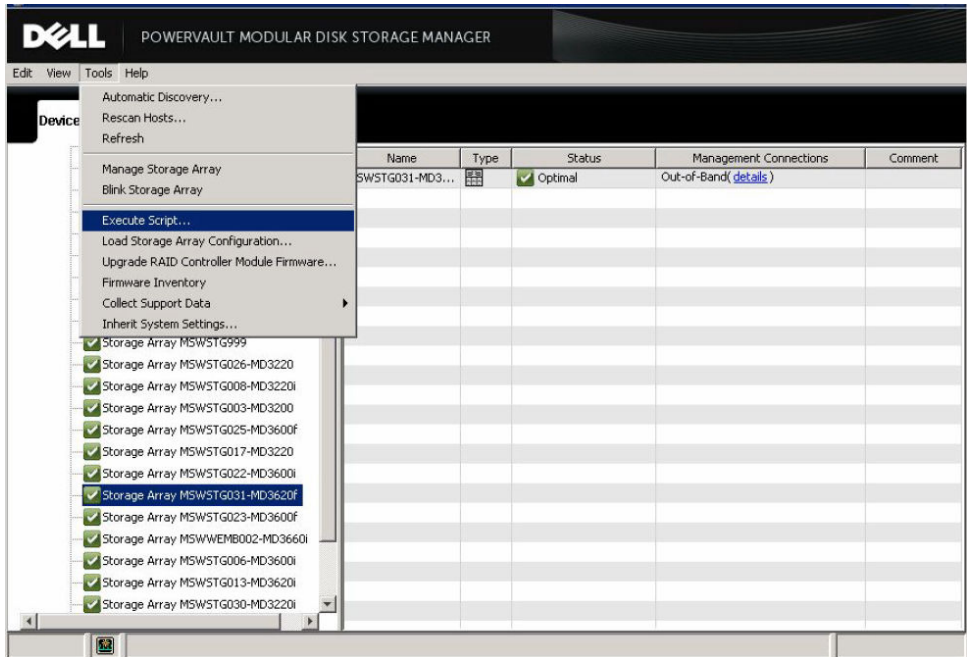 DELL
POWERVAULT MODULAR DISK STORAGE MANAGER
Edit View Tools Help
Automatic Discovery...
Rescan Hosts...
Refresh
Manage Storage Array
Blink Storage Array
Execute Script...
Load Storage Array Configuration...
Upgrade RAID Controller Module Firmware...
Firmware Inventory
Collect Support Data
Inherit System Settings...
Device
Name Type Status Management Connections Comment
SWSTG031-MD3... Optimal Out-of-Band(details)
Storage Array MSWSTG999
Storage Array MSWSTG026-MD3220
Storage Array MSWSTG008-MD3220i
Storage Array MSWSTG003-MD3200
Storage Array MSWSTG025-MD3600f
Storage Array MSWSTG017-MD3220
Storage Array MSWSTG022-MD3600i
Storage Array MSWSTG031-MD3620f
Storage Array MSWSTG023-MD3600f
Storage Array MSWWEMB002-MD3660i
Storage Array MSWSTG006-MD3600i
Storage Array MSWSTG013-MD3620i
Storage Array MSWSTG030-MD3220i